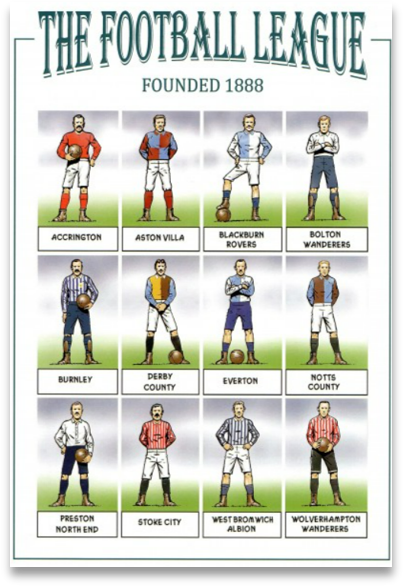 THE FOOTBALL LEAGUE
FOUNDED 1888
ACCRINGTON
ASTON VILLA
BLACKBURN
ROVERS
BOLTON
WANDERERS
BURNLEY
DERBY
COUNTY
EVERTON
NOTTS
COUNTY
PRESTON
NORTH END
STOKE CITY
WEST BROMWICH
ALBION
WOLVERHAMPTON
WANDERERS